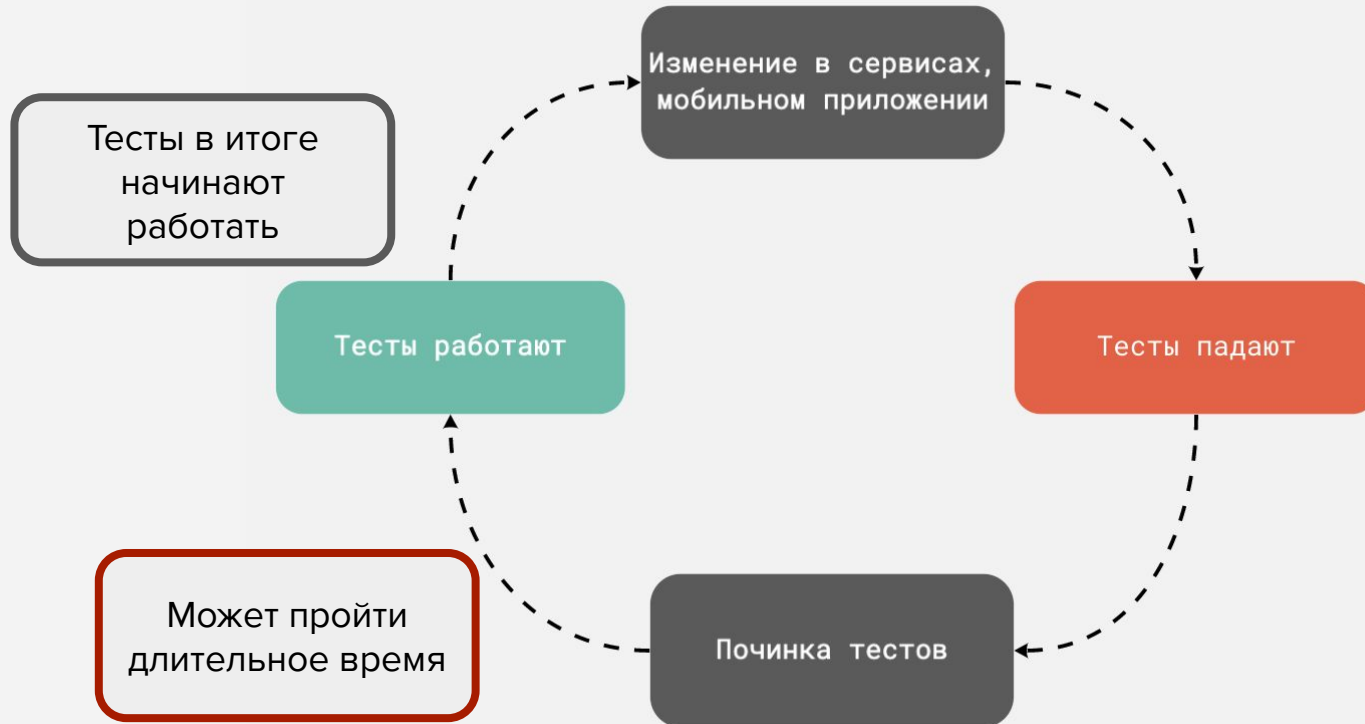 Изменение в сервисах,
мобильном приложении
Тесты в итоге
начинают
работать
Тесты работают
Тесты падают
Может пройти
длительное время
Починка тестов